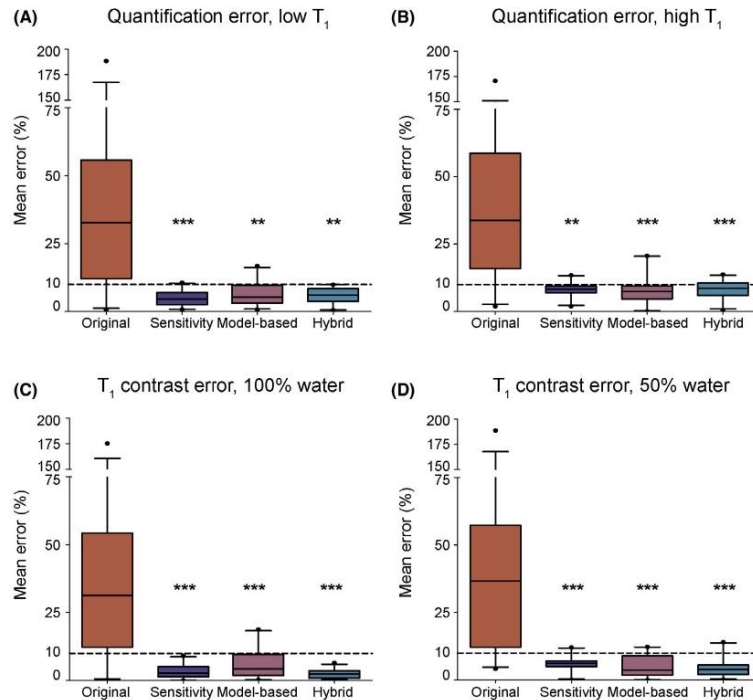 (A) Quantification error, low T₁
200
175
150
75
50
25
10
0
Mean error (%)
*** ** **
Original Sensitivity Model-based Hybrid
(B) Quantification error, high T₁
200
175
150
75
50
25
10
0
Mean error (%)
** *** ***
Original Sensitivity Model-based Hybrid
(C) T₁ contrast error, 100% water
200
175
150
75
50
25
10
0
Mean error (%)
*** *** ***
Original Sensitivity Model-based Hybrid
(D) T₁ contrast error, 50% water
200
175
150
75
50
25
10
0
Mean error (%)
*** *** ***
Original Sensitivity Model-based Hybrid